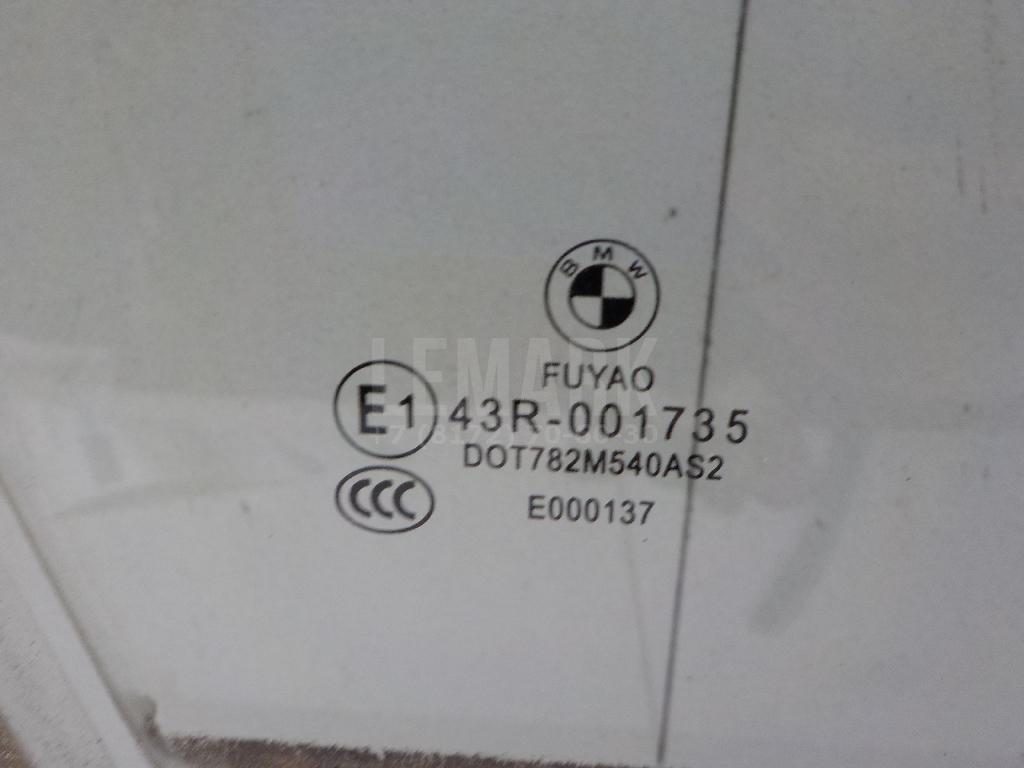 BMW
FUYAO
E1 43R-001735
DOT782M540AS2
CCC E000137
LEMARK